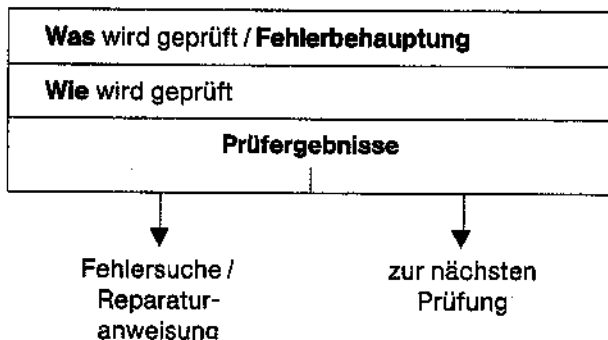 Was wird geprüft / Fehlerbehauptung
Wie wird geprüft
Prüfergebnisse
Fehlersuche /
Reparatur-
anweisung
zur nächsten
Prüfung